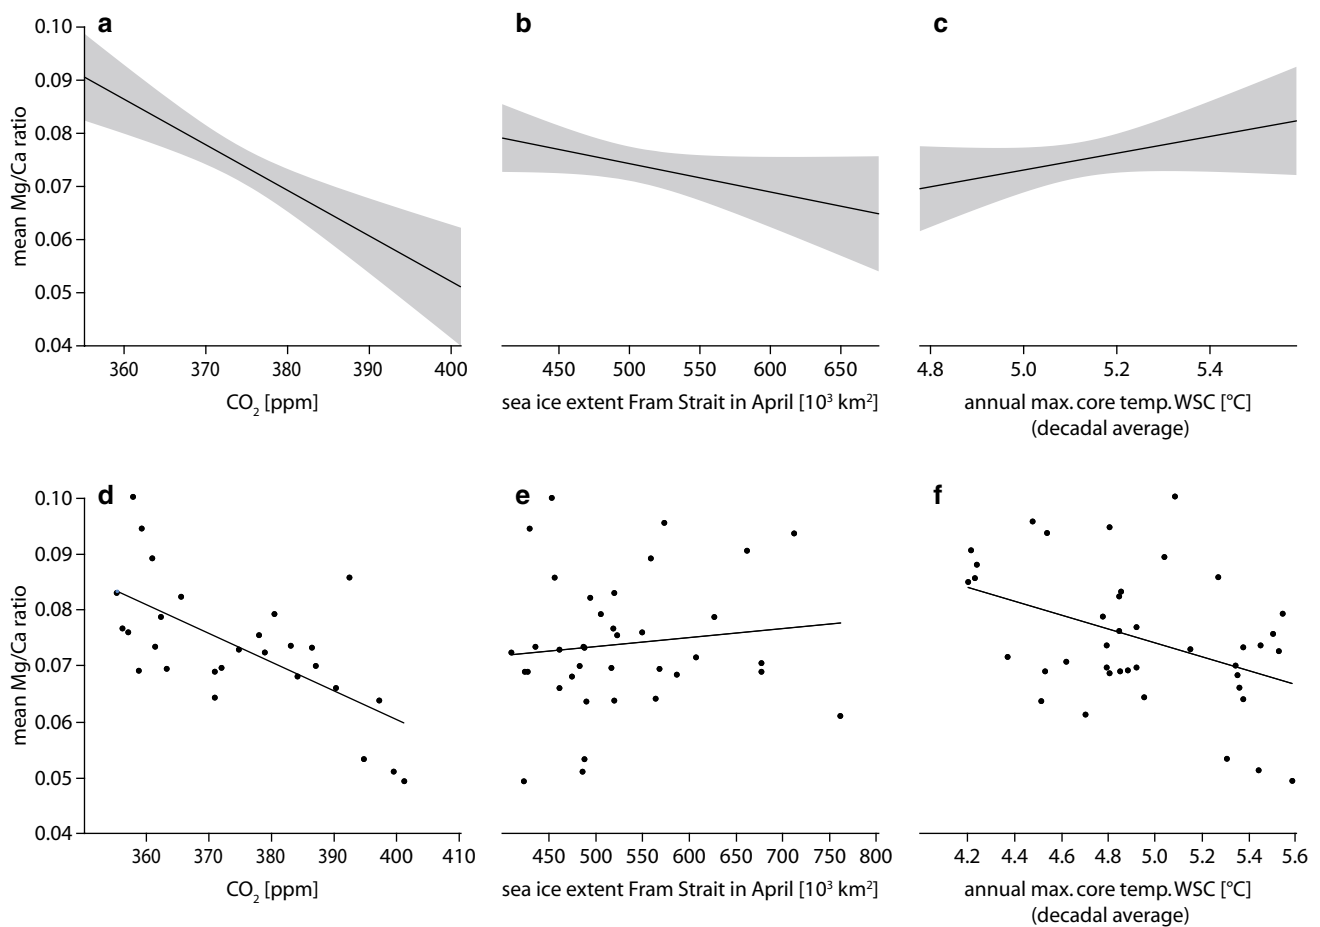 a
b
c
0.10
0.09
0.08
0.07
0.06
0.05
0.04
mean Mg/Ca ratio
360 370 380 390 400
450 500 550 600 650
4.8 5.0 5.2 5.4
CO2 [ppm]
sea ice extent Fram Strait in April [10³ km²]
annual max. core temp. WSC [°C]
(decadal average)
d
e
f
0.10
0.09
0.08
0.07
0.06
0.05
0.04
mean Mg/Ca ratio
360 370 380 390 400 410
450 500 550 600 650 700 750 800
4.2 4.4 4.6 4.8 5.0 5.2 5.4 5.6
CO2 [ppm]
sea ice extent Fram Strait in April [10³ km²]
annual max. core temp. WSC [°C]
(decadal average)